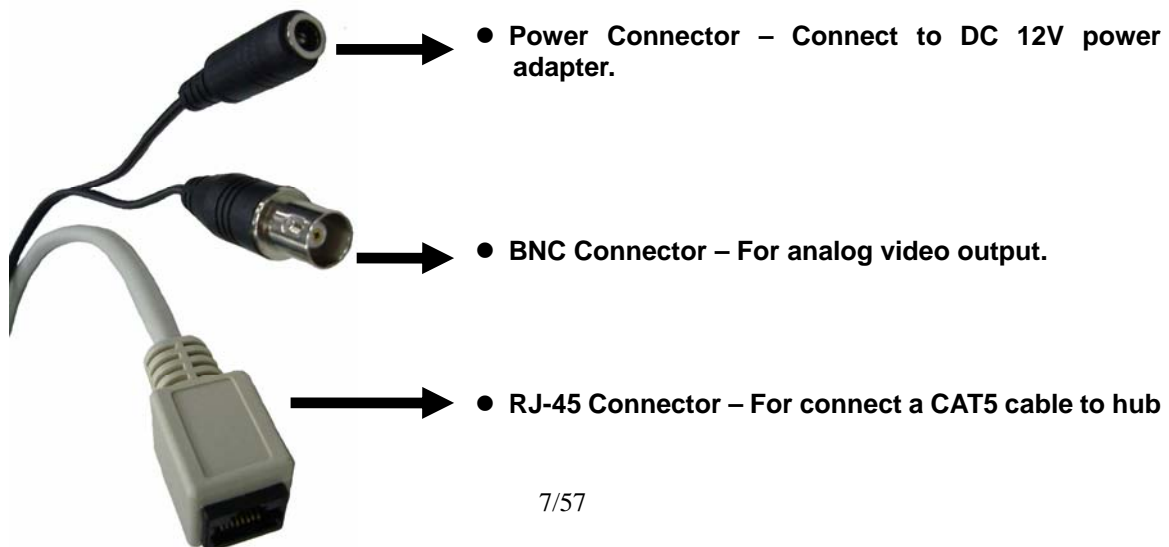 ● Power Connector – Connect to DC 12V power
adapter.
● BNC Connector – For analog video output.
● RJ-45 Connector – For connect a CAT5 cable to hub
7/57